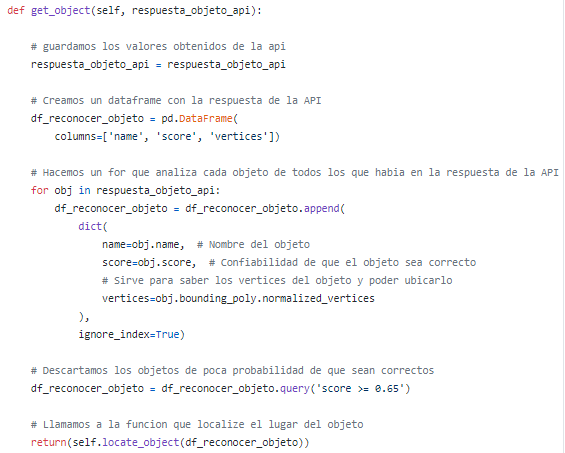 def get_object(self, respuesta_objeto_api):
# guardamos los valores obtenidos de la api
respuesta_objeto_api = respuesta_objeto_api
# Creamos un dataframe con la respuesta de la API
df_reconocer_objeto = pd.DataFrame(
columns=['name', 'score', 'vertices'])
# Hacemos un for que analiza cada objeto de todos los que habia en la respuesta de la API
for obj in respuesta_objeto_api:
df_reconocer_objeto = df_reconocer_objeto.append(
dict(
name=obj.name,  # Nombre del objeto
score=obj.score,  # Confiabilidad de que el objeto sea correcto
# Sirve para saber los vertices del objeto y poder ubicarlo
vertices=obj.bounding_poly.normalized_vertices
),
ignore_index=True)
# Descartamos los objetos de poca probabilidad de que sean correctos
df_reconocer_objeto = df_reconocer_objeto.query('score >= 0.65')
# Llamamos a la funcion que localize el lugar del objeto
return(self.locate_object(df_reconocer_objeto))